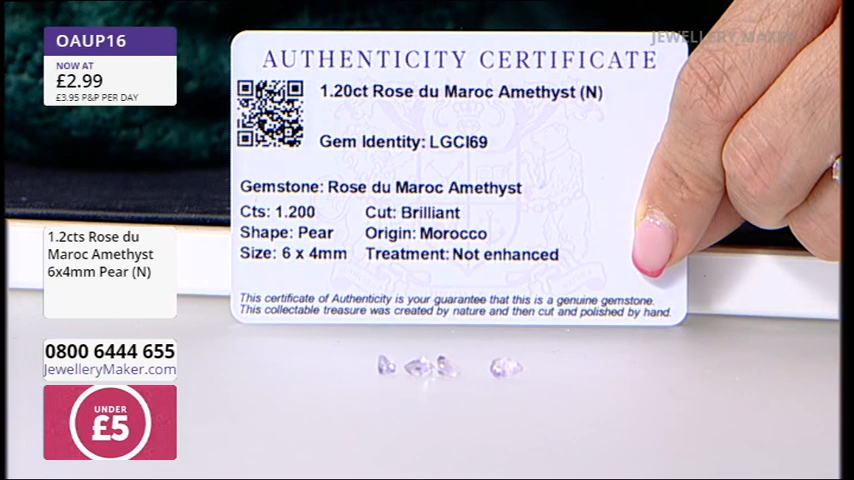 OAUP16
NOW AT
£2.99
£3.95 P&P PER DAY
JEWELLERY MAKER
AUTHENTICITY CERTIFICATE
1.20ct Rose du Maroc Amethyst (N)
Gem Identity: LGCI69
Gemstone: Rose du Maroc Amethyst
Cts: 1.200 Cut: Brilliant
Shape: Pear Origin: Morocco
Size: 6 x 4mm Treatment: Not enhanced
This certificate of Authenticity is your guarantee that this is a genuine gemstone.
This collectable treasure was created by nature and then cut and polished by hand.
1.2cts Rose du
Maroc Amethyst
6x4mm Pear (N)
0800 6444 655
JewelleryMaker.com
UNDER
£5